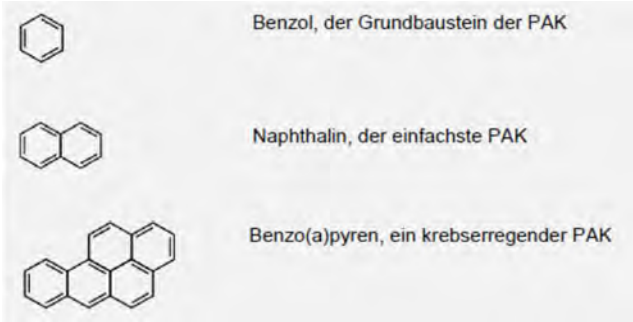 Benzol, der Grundbaustein der PAK
Naphthalin, der einfachste PAK
Benzo(a)pyren, ein krebserregender PAK